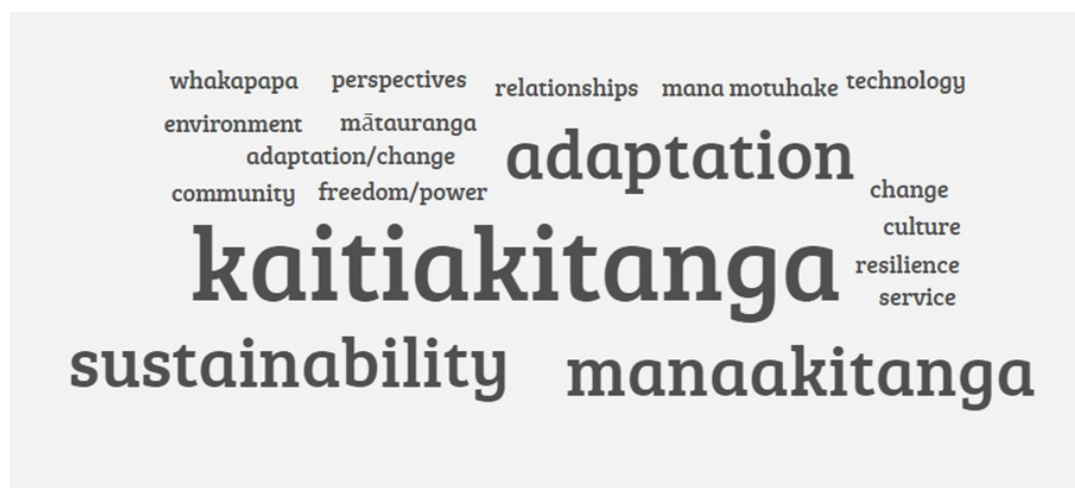 whakapapa perspectives relationships mana motuhake technology
environment mātauranga
adaptation/change adaptation
community freedom/power change
culture
kaitiakitanga resilience
service
sustainability manaakitanga